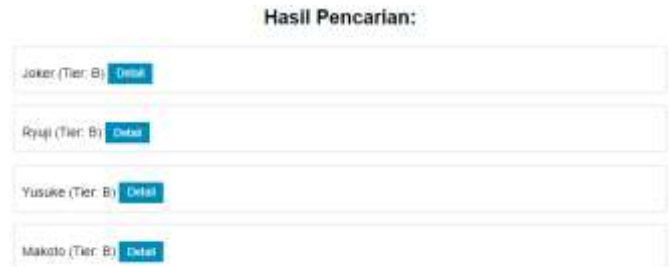 Hasil Pencarian:
Joker (Tier: B) Detail
Ryuji (Tier: B) Detail
Yusuke (Tier: B) Detail
Makoto (Tier: B) Detail